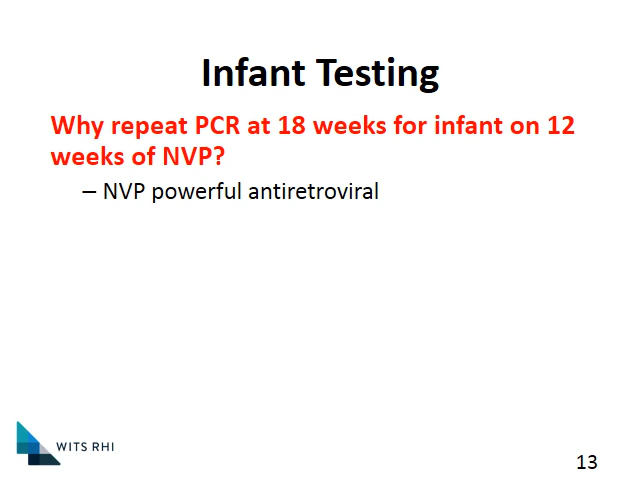 Infant Testing
Why repeat PCR at 18 weeks for infant on 12
weeks of NVP?
– NVP powerful antiretroviral
WITS RHI
13